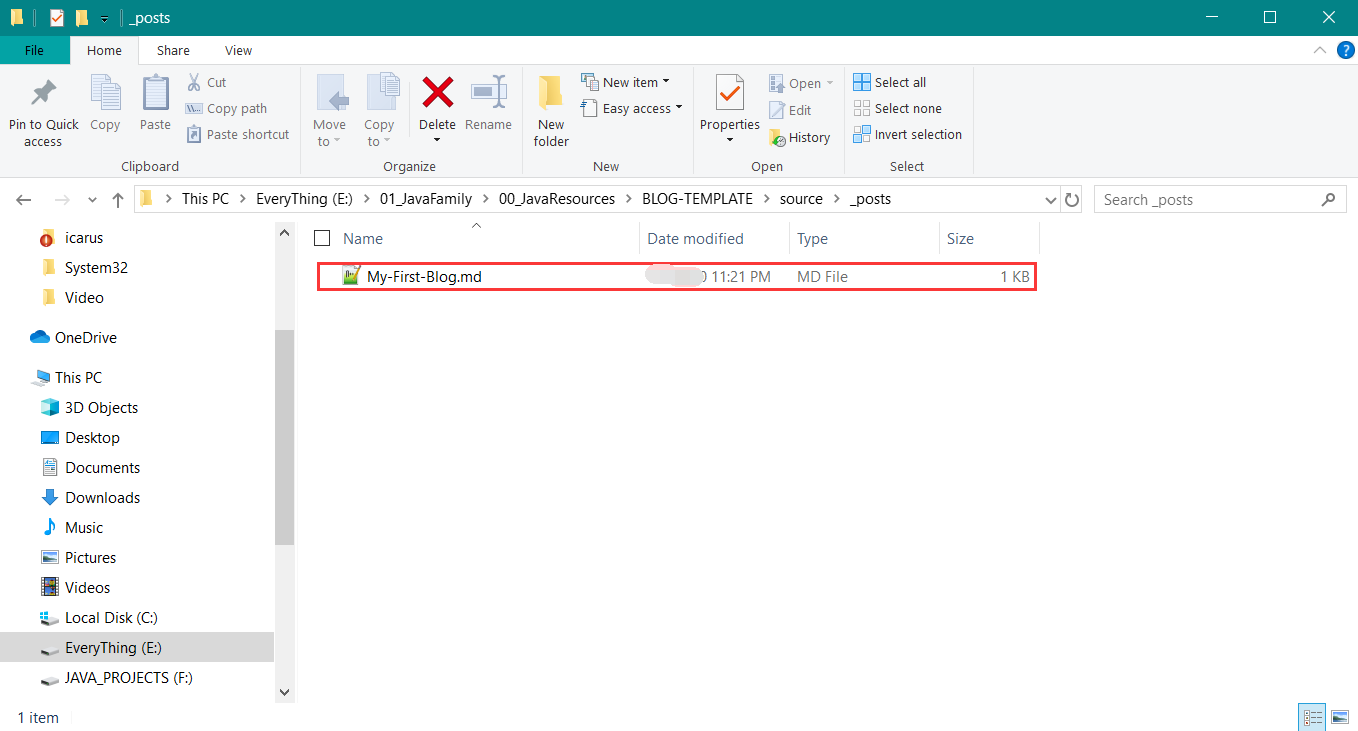 _posts
File Home Share View
Pin to Quick access
Copy
Paste
Cut
Copy path
Paste shortcut
Clipboard
Move to
Copy to
Delete
Rename
Organize
New folder
New item
Easy access
New
Properties
Open
Edit
History
Open
Select all
Select none
Invert selection
Select
This PC > EveryThing (E:) > 01_JavaFamily > 00_JavaResources > BLOG-TEMPLATE > source > _posts
Search _posts
icarus
System32
Video
OneDrive
This PC
3D Objects
Desktop
Documents
Downloads
Music
Pictures
Videos
Local Disk (C:)
EveryThing (E:)
JAVA_PROJECTS (F:)
Name Date modified Type Size
My-First-Blog.md 11:21 PM MD File 1 KB
1 item